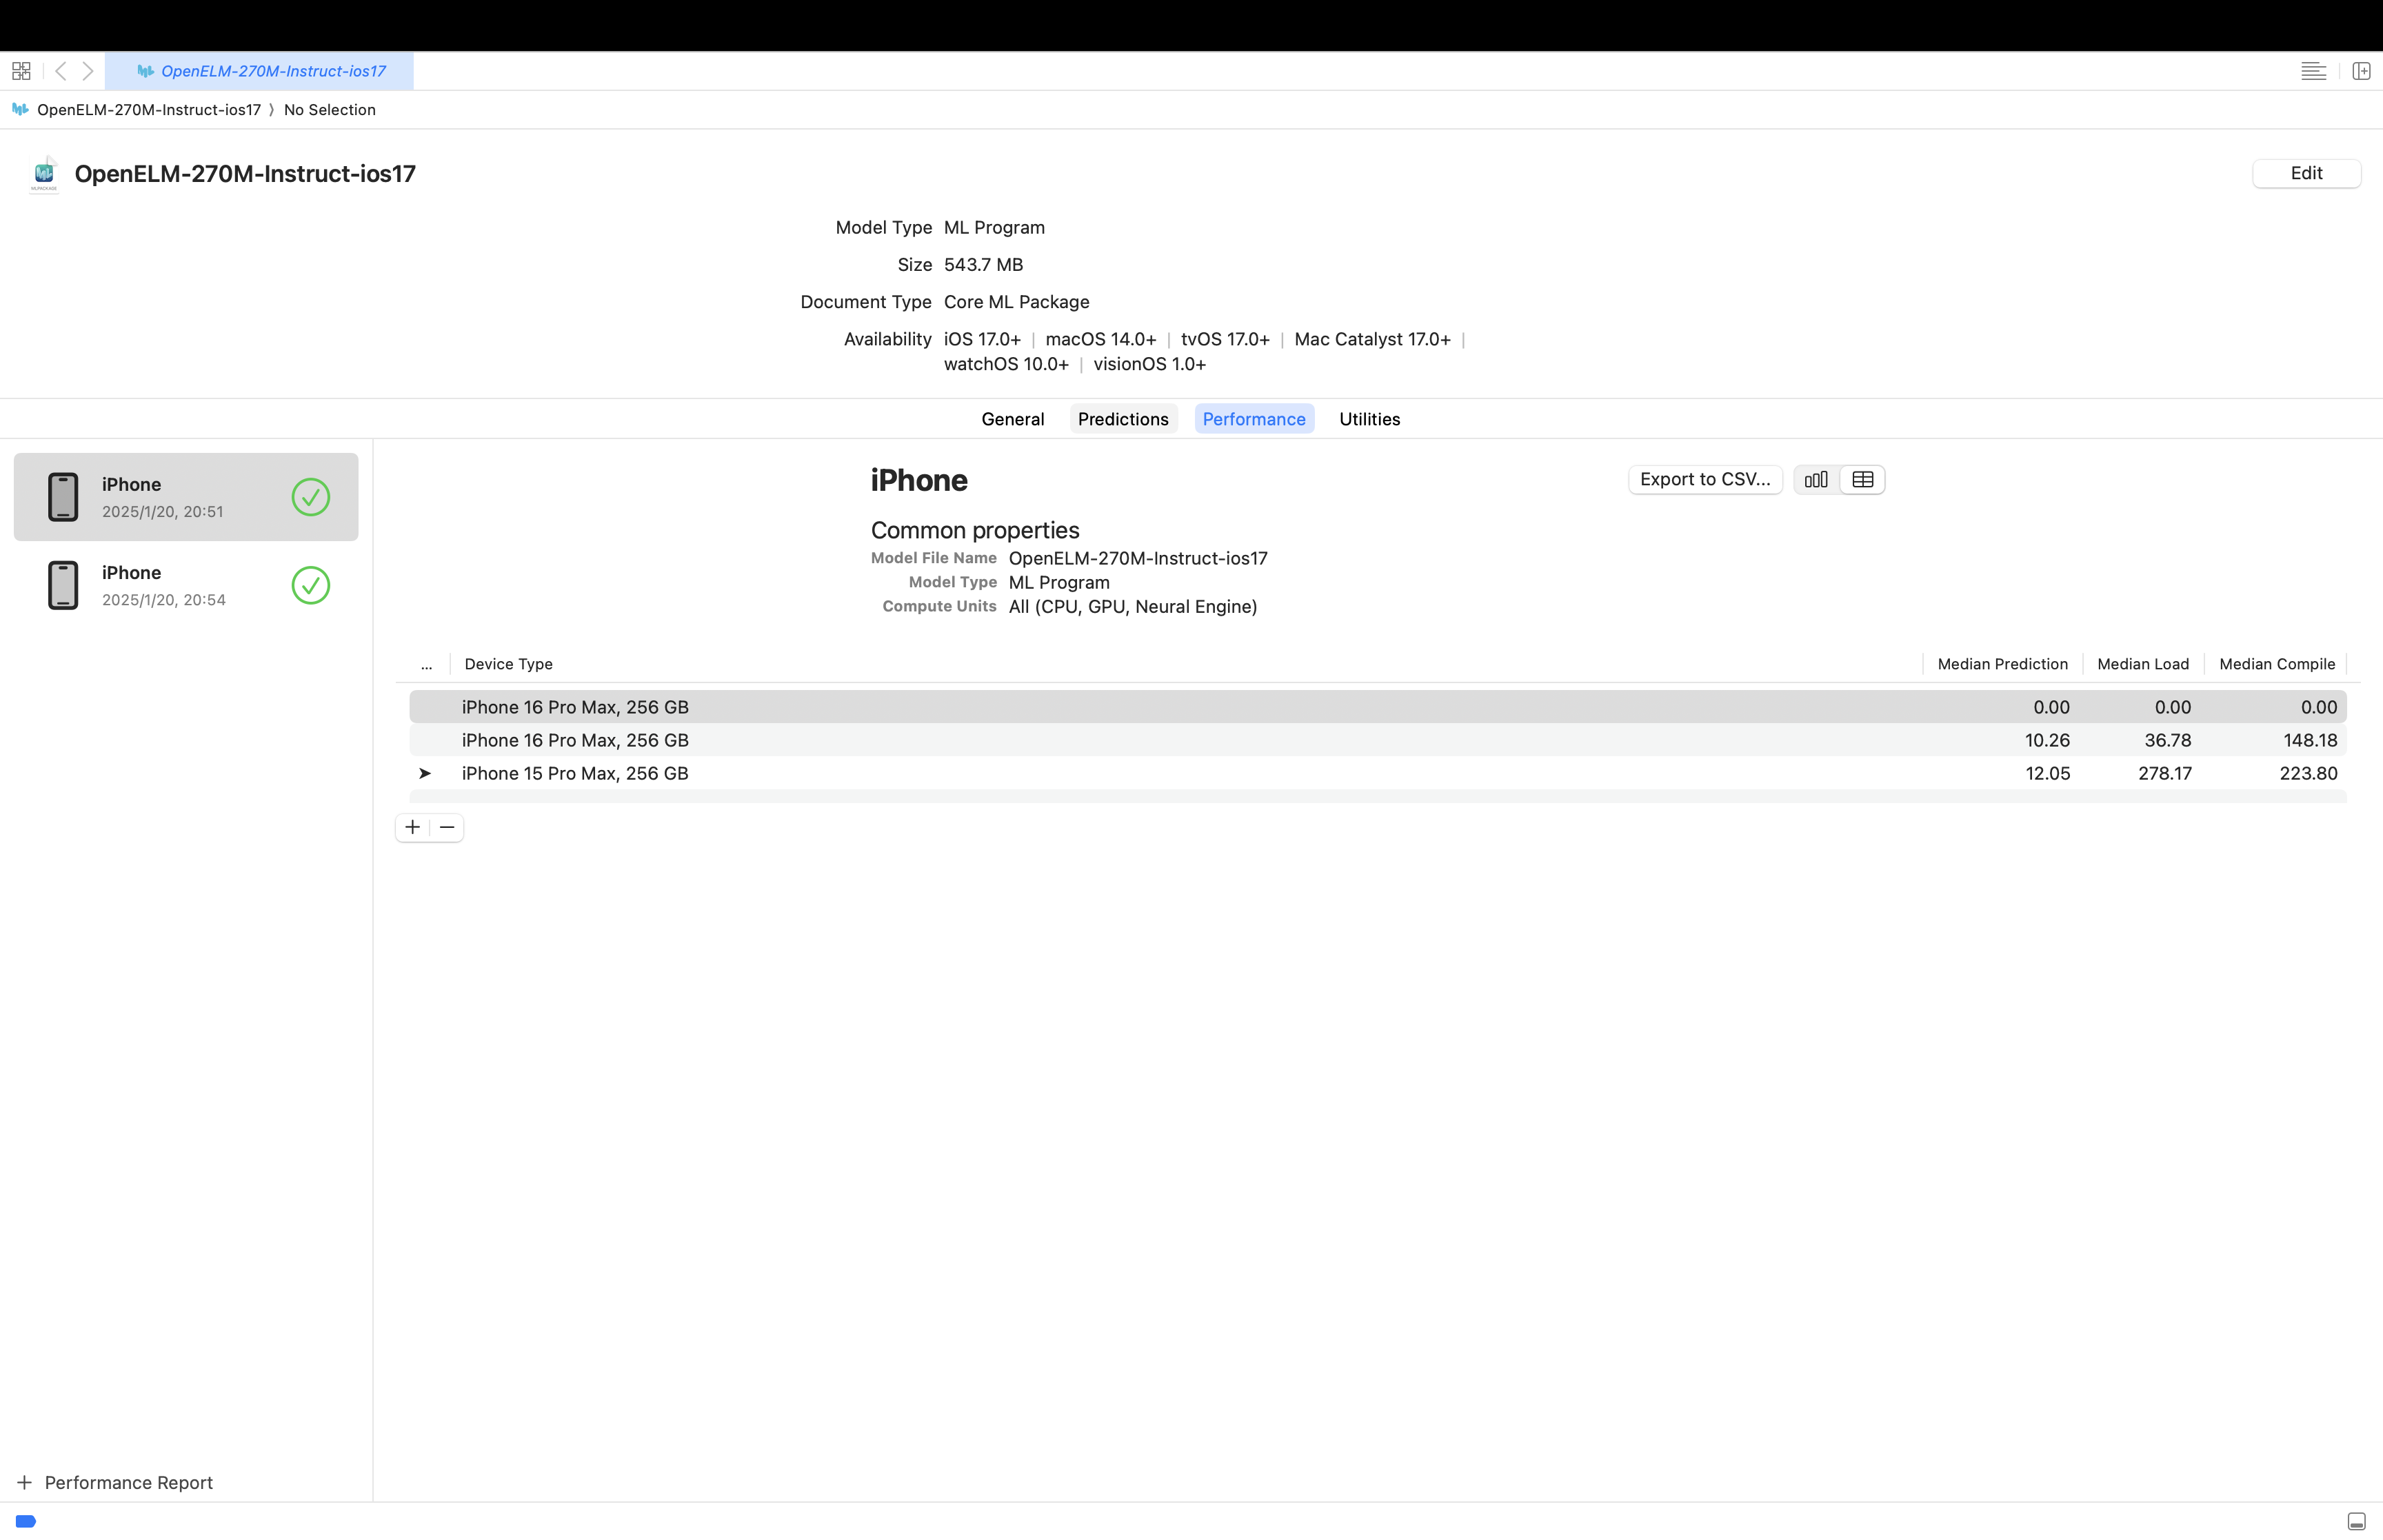 OpenELM-270M-Instruct-ios17
OpenELM-270M-Instruct-ios17 ⟩ No Selection
OpenELM-270M-Instruct-ios17
Edit
Model Type ML Program
Size 543.7 MB
Document Type Core ML Package
Availability iOS 17.0+ | macOS 14.0+ | tvOS 17.0+ | Mac Catalyst 17.0+ |
watchOS 10.0+ | visionOS 1.0+
General Predictions Performance Utilities
iPhone
2025/1/20, 20:51
iPhone
2025/1/20, 20:54
iPhone
Export to CSV...
Common properties
Model File Name OpenELM-270M-Instruct-ios17
Model Type ML Program
Compute Units All (CPU, GPU, Neural Engine)
... Device Type Median Prediction Median Load Median Compile
iPhone 16 Pro Max, 256 GB 0.00 0.00 0.00
iPhone 16 Pro Max, 256 GB 10.26 36.78 148.18
iPhone 15 Pro Max, 256 GB 12.05 278.17 223.80
+ Performance Report